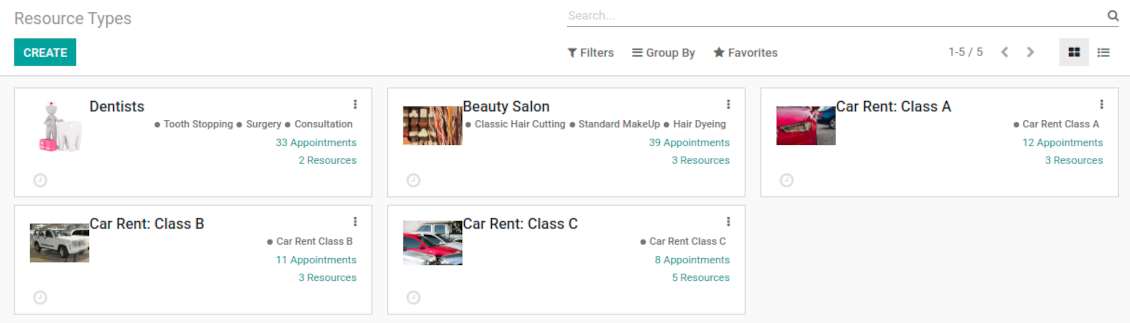 Resource Types
Search...
CREATE
Filters Group By Favorites 1-5 / 5
Dentists
Tooth Stopping Surgery Consultation
33 Appointments
2 Resources
Beauty Salon
Classic Hair Cutting Standard MakeUp Hair Dyeing
39 Appointments
3 Resources
Car Rent: Class A
Car Rent Class A
12 Appointments
3 Resources
Car Rent: Class B
Car Rent Class B
11 Appointments
3 Resources
Car Rent: Class C
Car Rent Class C
8 Appointments
5 Resources